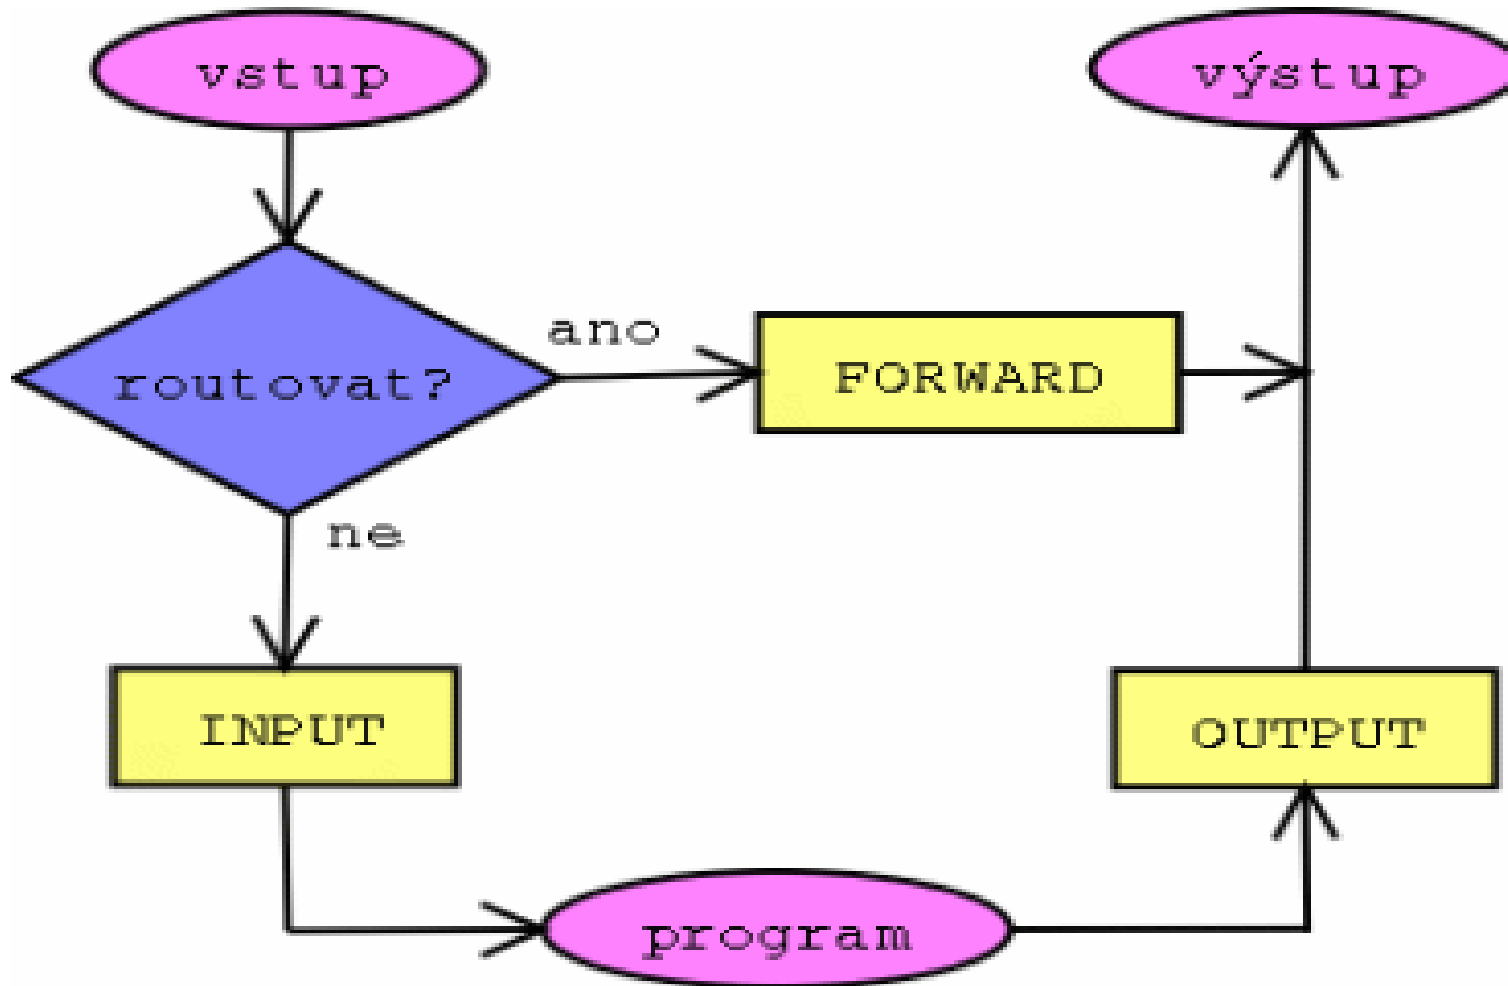 vstup
výstup
routovat?
ano
FORWARD
ne
INPUT
OUTPUT
program